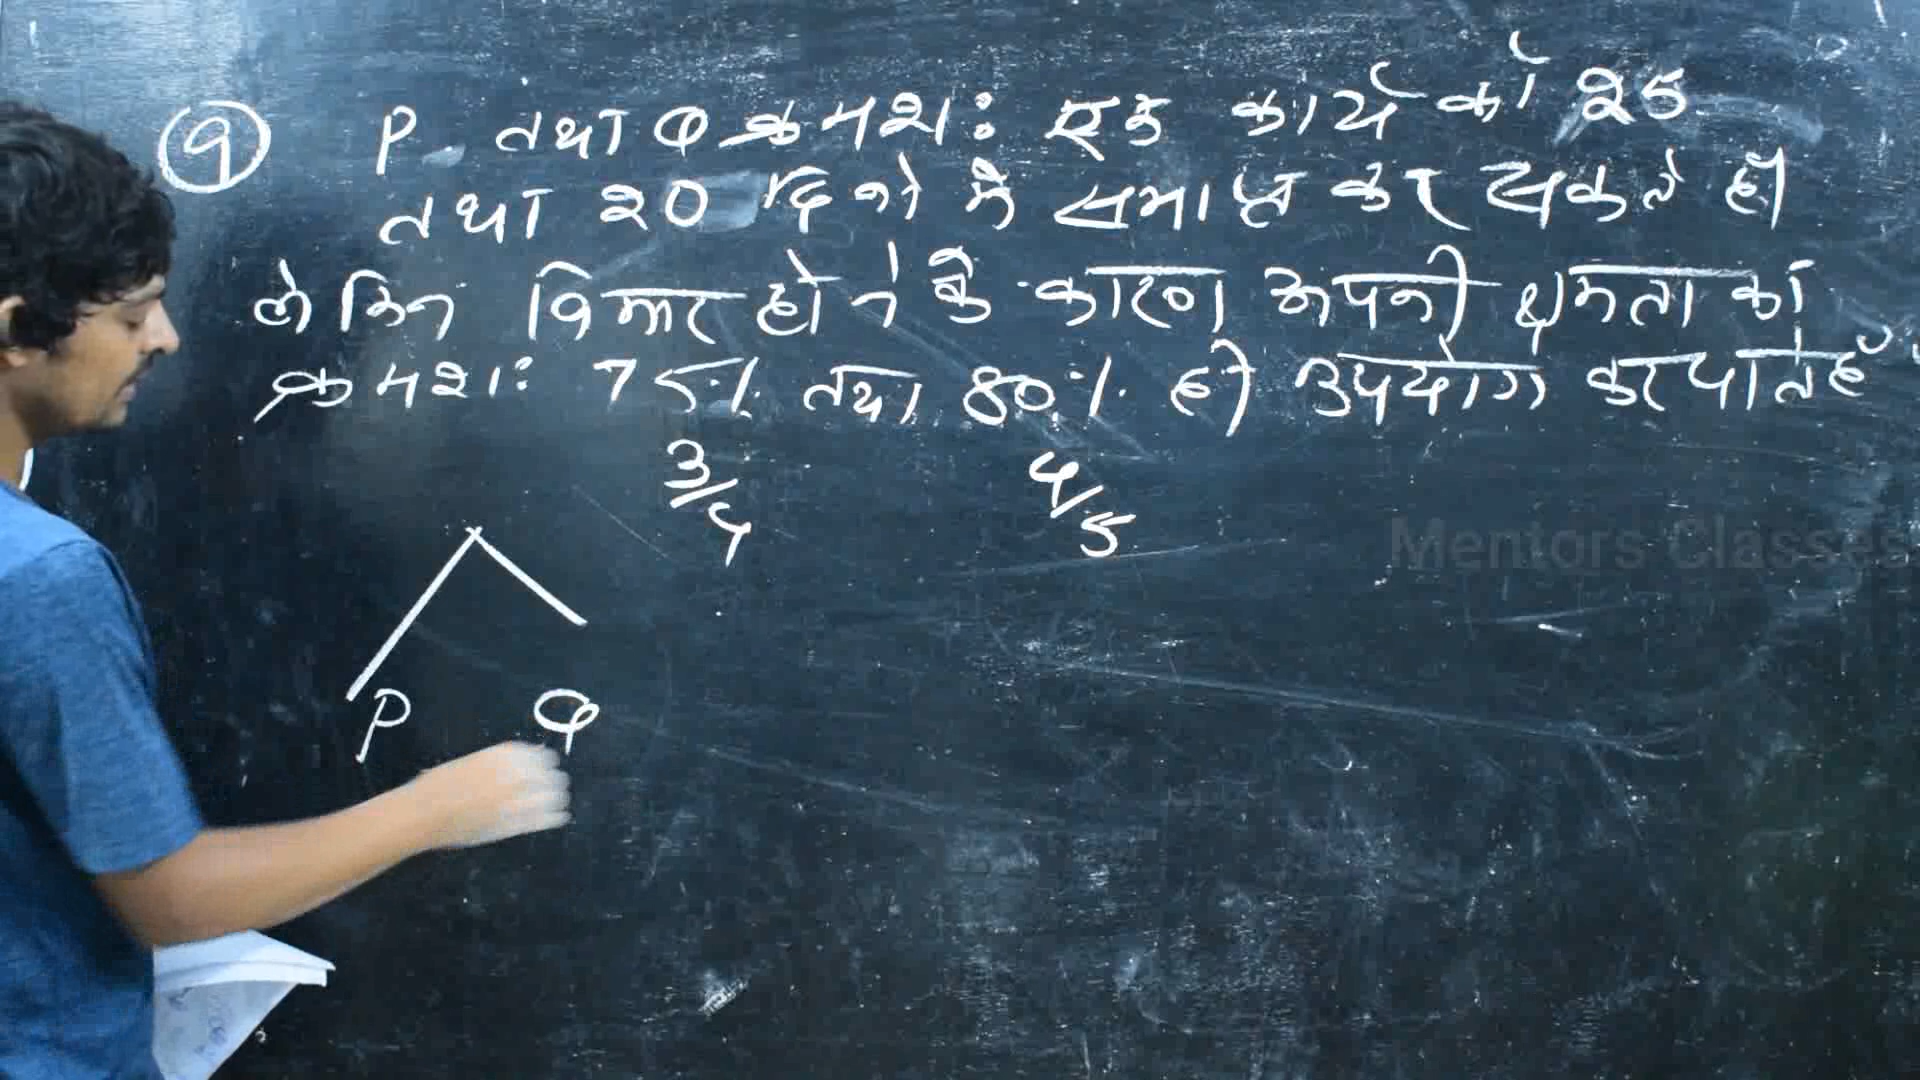 9 P तथा Q क्रमशः एक कार्य को 25
तथा 20 दिनो मे समाप्त कर सकते हैं
लेकिन विमार होने के कारण अपनी क्षमता का
क्रमशः 75% तथा 80% ही उपयोग कर पाते हैं
3/4 4/5
Mentors Classes
P Q